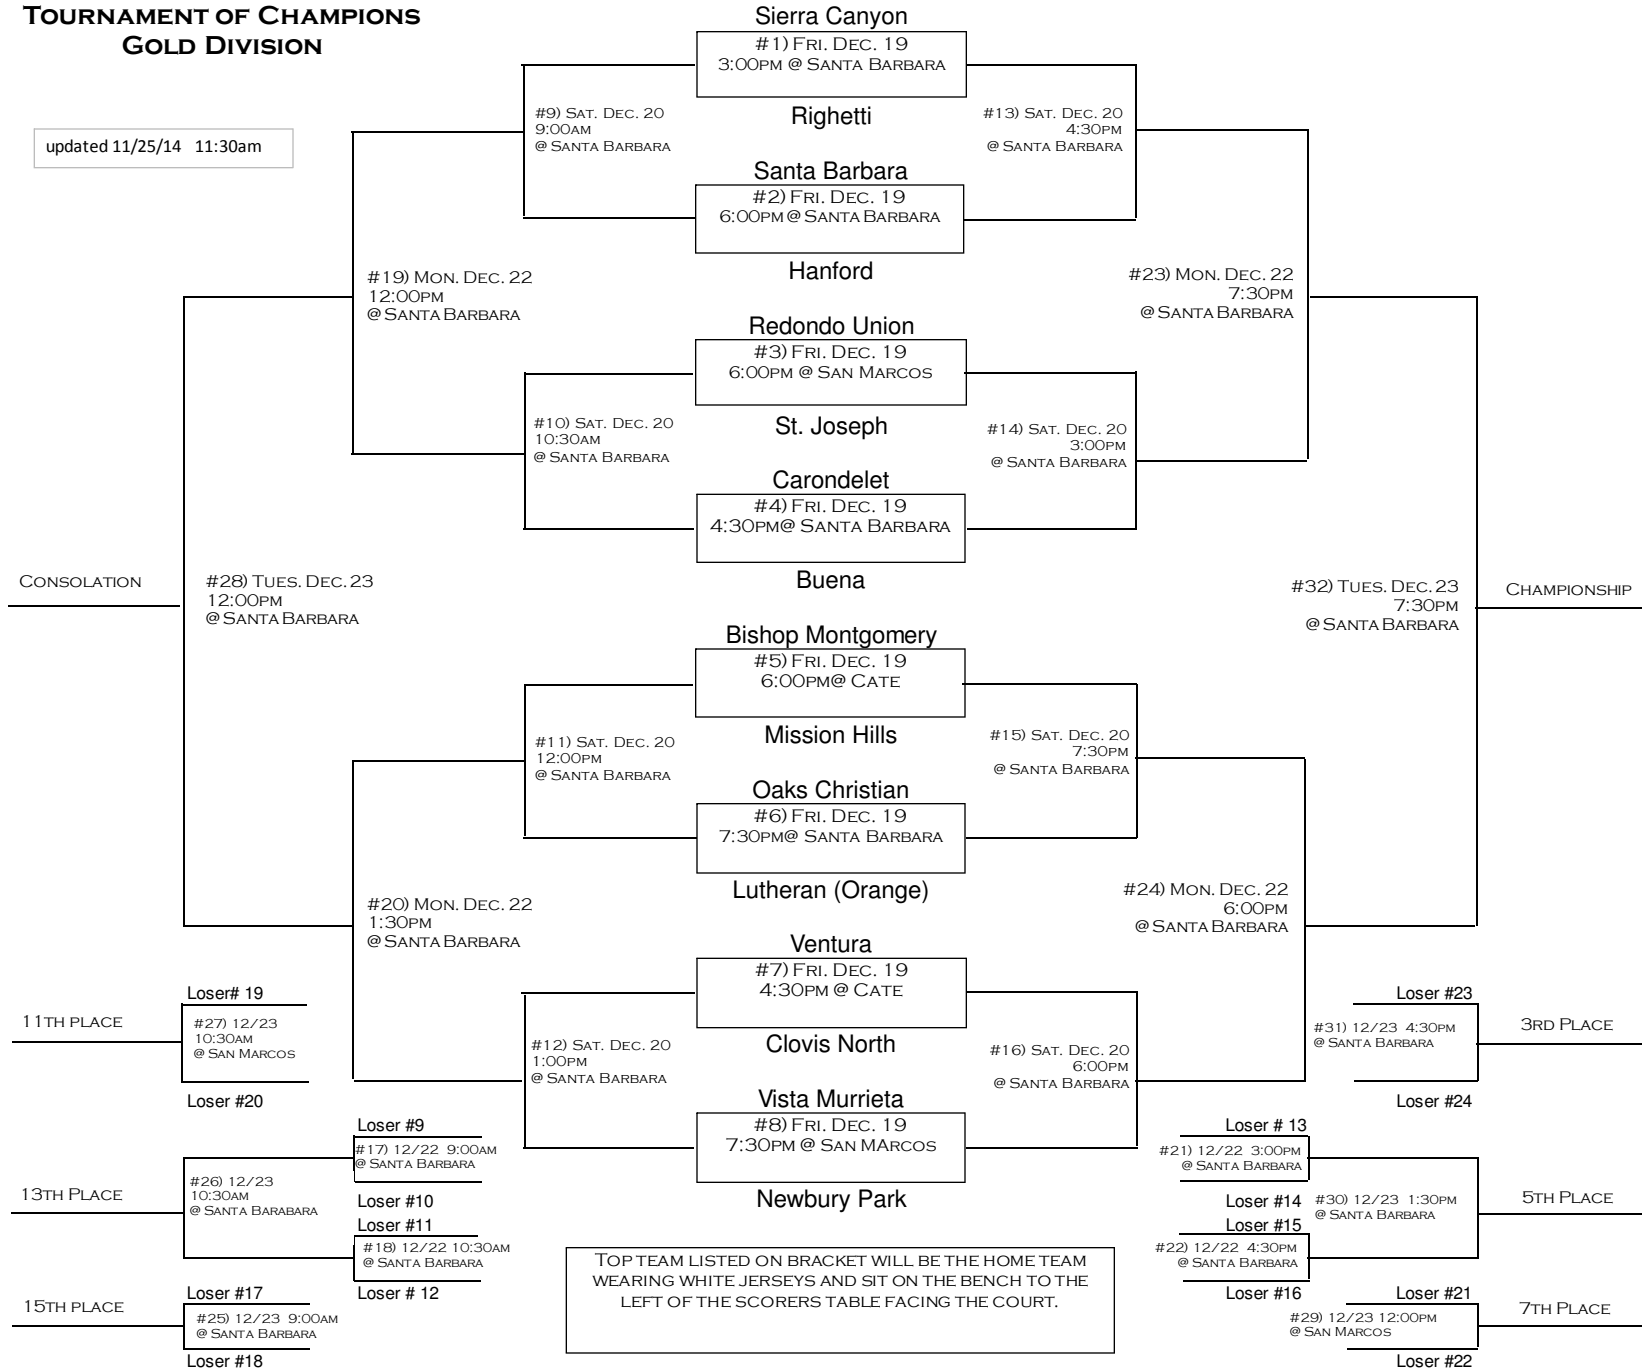 TOURNAMENT OF CHAMPIONS
GOLD DIVISION
updated 11/25/14 11:30am
Sierra Canyon
#1) FRI. DEC. 19
3:00PM @ SANTA BARBARA
Righetti
#9) SAT. DEC. 20
9:00AM
@ SANTA BARBARA
#13) SAT. DEC. 20
4:30PM
@ SANTA BARBARA
Santa Barbara
#2) FRI. DEC. 19
6:00PM @ SANTA BARBARA
Hanford
#19) MON. DEC. 22
12:00PM
@ SANTA BARBARA
#23) MON. DEC. 22
7:30PM
@ SANTA BARBARA
Redondo Union
#3) FRI. DEC. 19
6:00PM @ SAN MARCOS
St. Joseph
#10) SAT. DEC. 20
10:30AM
@ SANTA BARBARA
#14) SAT. DEC. 20
3:00PM
@ SANTA BARBARA
Carondelet
#4) FRI. DEC. 19
4:30PM@ SANTA BARBARA
Buena
CONSOLATION
#28) TUES. DEC. 23
12:00PM
@ SANTA BARBARA
#32) TUES. DEC. 23
7:30PM
@ SANTA BARBARA
CHAMPIONSHIP
Bishop Montgomery
#5) FRI. DEC. 19
6:00PM@ CATE
Mission Hills
#11) SAT. DEC. 20
12:00PM
@ SANTA BARBARA
#15) SAT. DEC. 20
7:30PM
@ SANTA BARBARA
Oaks Christian
#6) FRI. DEC. 19
7:30PM@ SANTA BARBARA
Lutheran (Orange)
#20) MON. DEC. 22
1:30PM
@ SANTA BARBARA
#24) MON. DEC. 22
6:00PM
@ SANTA BARBARA
Ventura
#7) FRI. DEC. 19
4:30PM @ CATE
Clovis North
#12) SAT. DEC. 20
1:00PM
@ SANTA BARBARA
#16) SAT. DEC. 20
6:00PM
@ SANTA BARBARA
Vista Murrieta
#8) FRI. DEC. 19
7:30PM @ SAN MARCOS
Newbury Park
Loser# 19
11TH PLACE
#27) 12/23
10:30AM
@ SAN MARCOS
Loser #20
Loser #23
#31) 12/23 4:30PM
@ SANTA BARBARA
3RD PLACE
Loser #24
Loser #9
#17) 12/22 9:00AM
@ SANTA BARBARA
Loser #10
13TH PLACE
#26) 12/23
10:30AM
@ SANTA BARABARA
Loser #11
#18) 12/22 10:30AM
@ SANTA BARBARA
Loser # 12
Loser # 13
#21) 12/22 3:00PM
@ SANTA BARBARA
Loser #14
#30) 12/23 1:30PM
@ SANTA BARBARA
5TH PLACE
Loser #15
#22) 12/22 4:30PM
@ SANTA BARBARA
Loser #16
TOP TEAM LISTED ON BRACKET WILL BE THE HOME TEAM
WEARING WHITE JERSEYS AND SIT ON THE BENCH TO THE
LEFT OF THE SCORERS TABLE FACING THE COURT.
15TH PLACE
Loser #17
#25) 12/23 9:00AM
@ SANTA BARBARA
Loser #18
Loser #21
#29) 12/23 12:00PM
@ SAN MARCOS
7TH PLACE
Loser #22